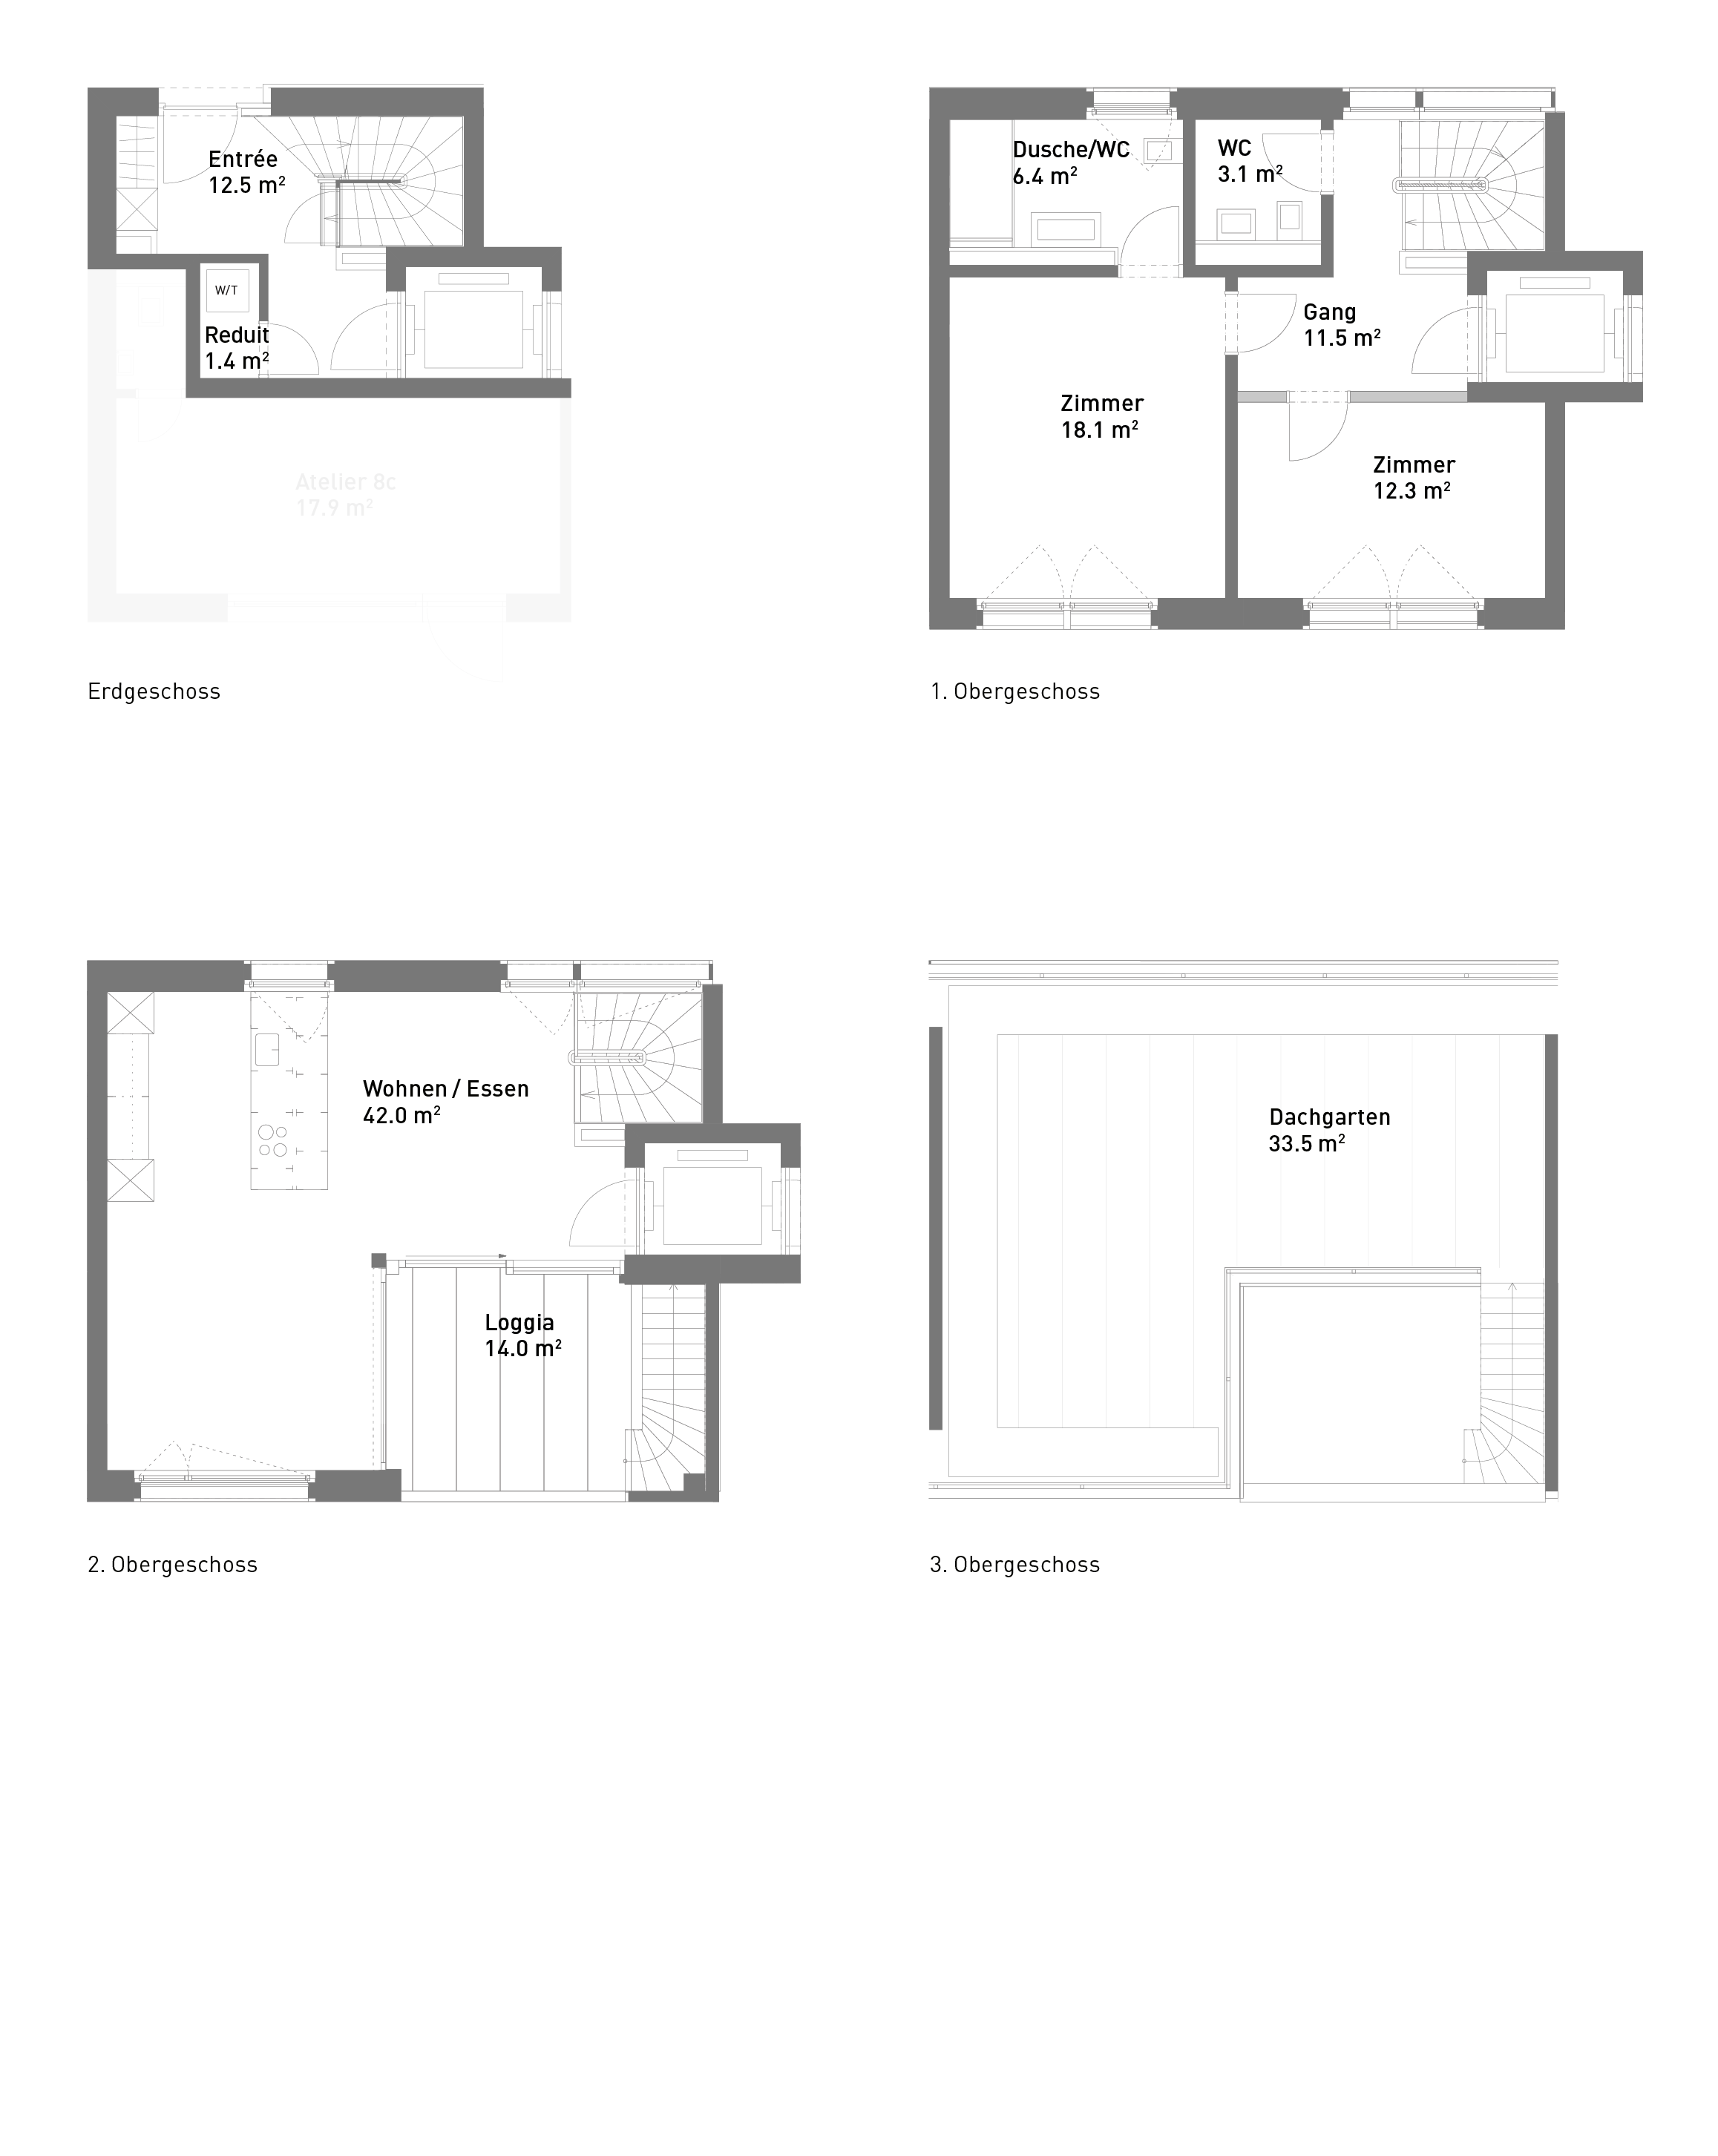 Entrée
12.5 m²
W/T
Reduit
1.4 m²
Atelier 8c
17.9 m²
Erdgeschoss
Dusche/WC
6.4 m²
WC
3.1 m²
Gang
11.5 m²
Zimmer
18.1 m²
Zimmer
12.3 m²
1. Obergeschoss
Wohnen / Essen
42.0 m²
Loggia
14.0 m²
2. Obergeschoss
Dachgarten
33.5 m²
3. Obergeschoss